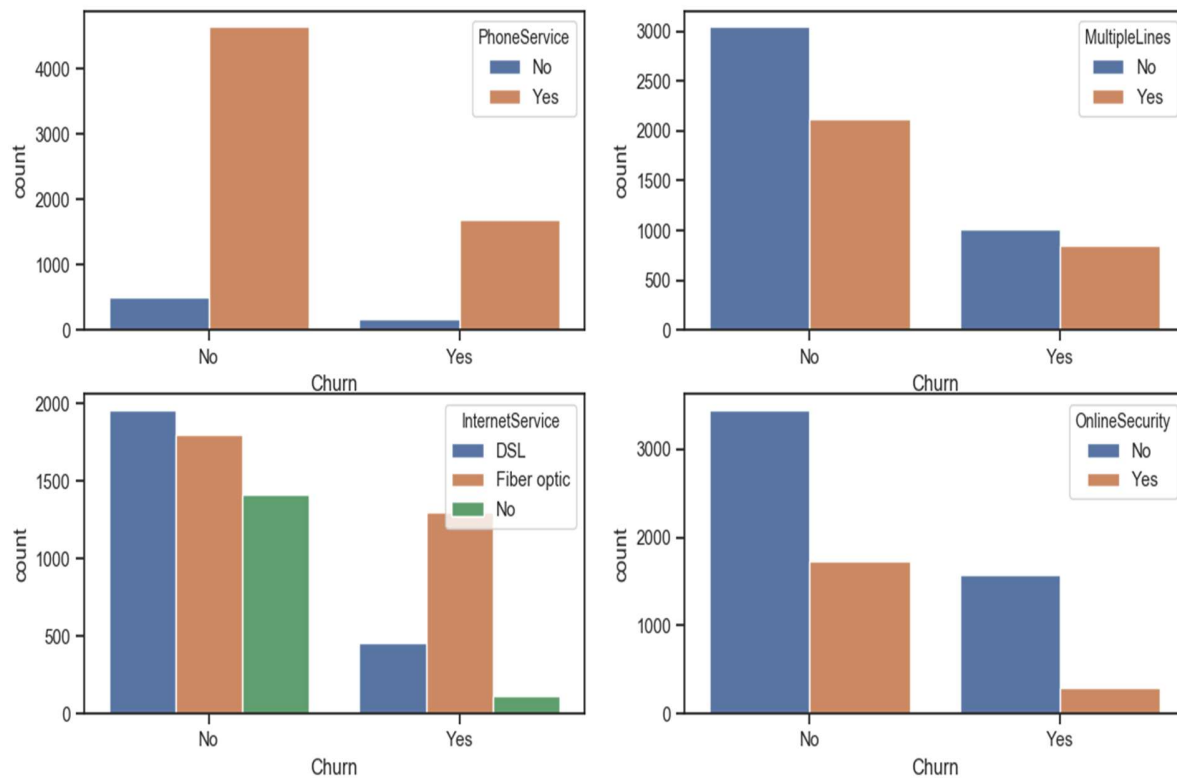 PhoneService
No
Yes
4000
3000
2000
1000
0
count
No
Yes
Churn
MultipleLines
No
Yes
3000
2500
2000
1500
1000
500
0
count
No
Yes
Churn
InternetService
DSL
Fiber optic
No
2000
1500
1000
500
0
count
No
Yes
Churn
OnlineSecurity
No
Yes
3000
2000
1000
0
count
No
Yes
Churn